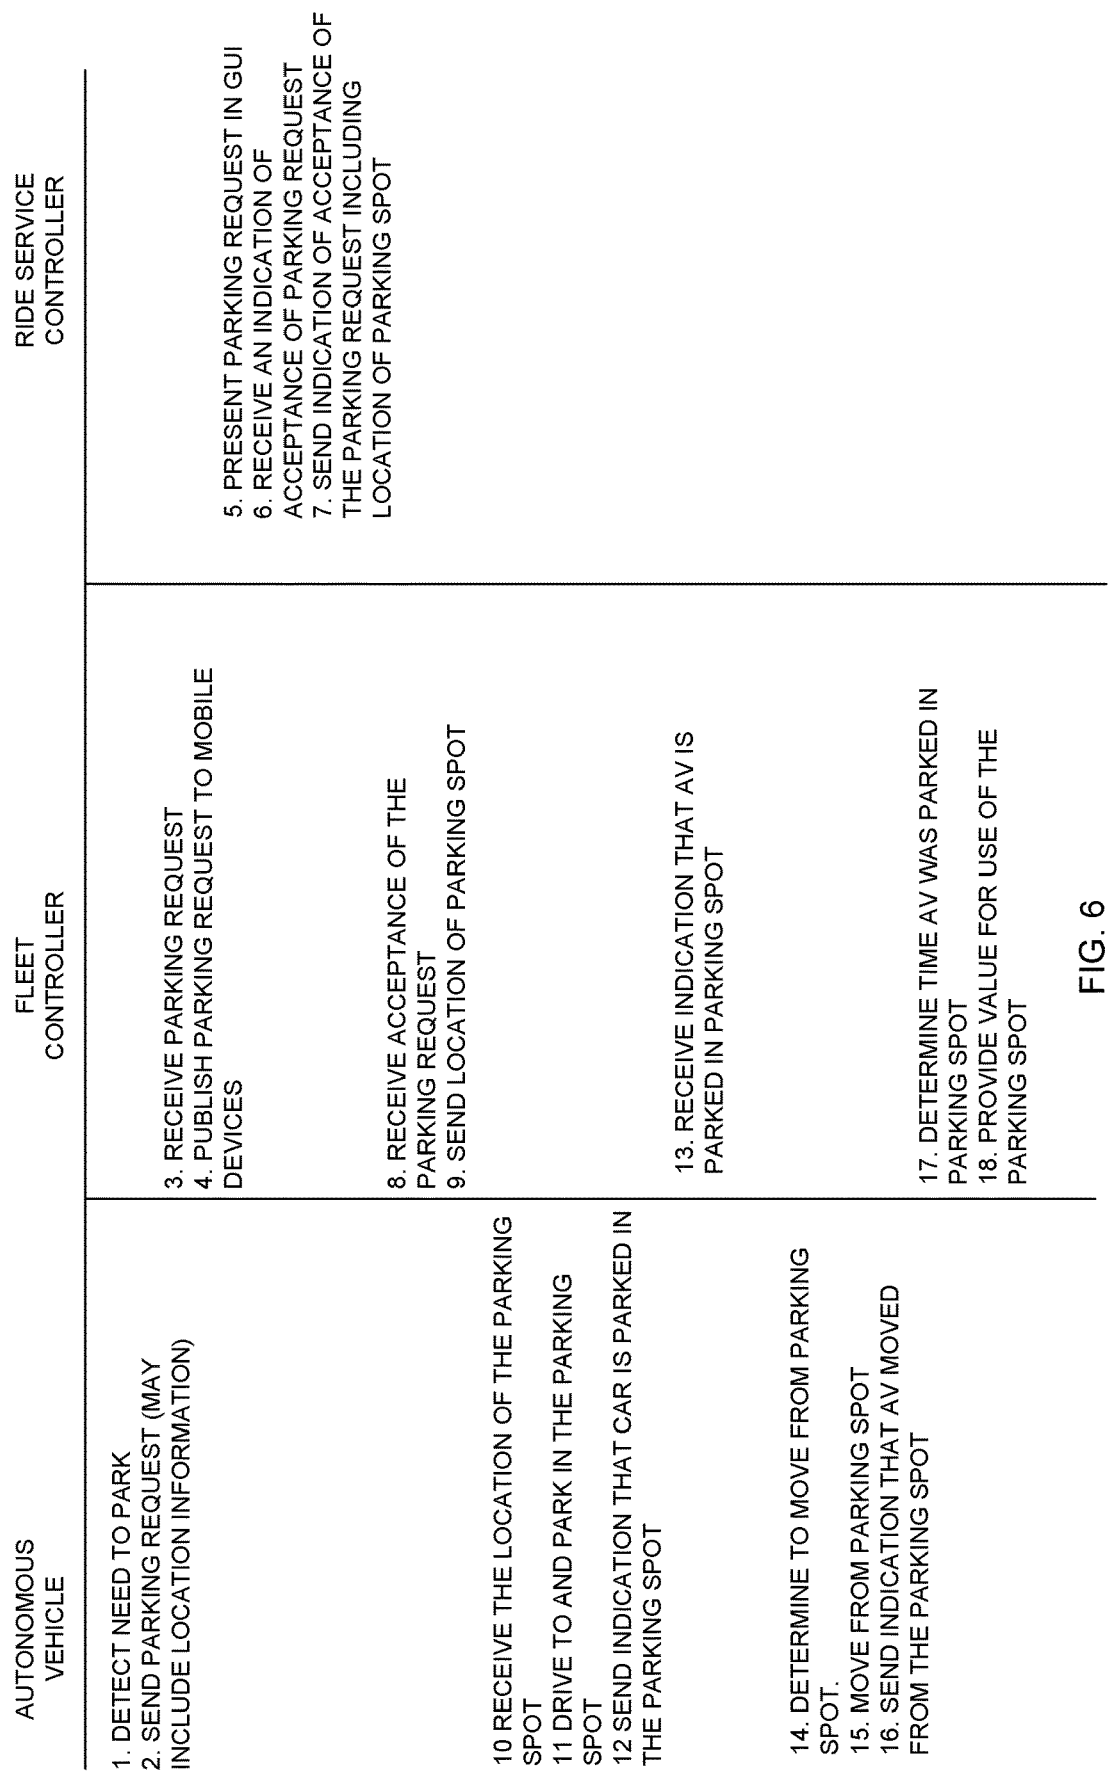 AUTONOMOUS
VEHICLE
FLEET
CONTROLLER
RIDE SERVICE
CONTROLLER
1. DETECT NEED TO PARK
2. SEND PARKING REQUEST (MAY
INCLUDE LOCATION INFORMATION)
3. RECEIVE PARKING REQUEST
4. PUBLISH PARKING REQUEST TO MOBILE
DEVICES
5. PRESENT PARKING REQUEST IN GUI
6. RECEIVE AN INDICATION OF
ACCEPTANCE OF PARKING REQUEST
7. SEND INDICATION OF ACCEPTANCE OF
THE PARKING REQUEST INCLUDING
LOCATION OF PARKING SPOT
8. RECEIVE ACCEPTANCE OF THE
PARKING REQUEST
9. SEND LOCATION OF PARKING SPOT
10 RECEIVE THE LOCATION OF THE PARKING
SPOT
11 DRIVE TO AND PARK IN THE PARKING
SPOT
12 SEND INDICATION THAT CAR IS PARKED IN
THE PARKING SPOT
13. RECEIVE INDICATION THAT AV IS
PARKED IN PARKING SPOT
14. DETERMINE TO MOVE FROM PARKING
SPOT.
15. MOVE FROM PARKING SPOT
16. SEND INDICATION THAT AV MOVED
FROM THE PARKING SPOT
17. DETERMINE TIME AV WAS PARKED IN
PARKING SPOT
18. PROVIDE VALUE FOR USE OF THE
PARKING SPOT
FIG. 6